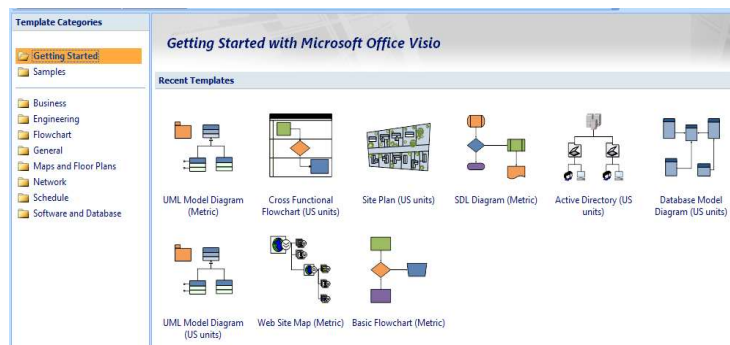 Template Categories
Getting Started
Samples
Business
Engineering
Flowchart
General
Maps and Floor Plans
Network
Schedule
Software and Database
Getting Started with Microsoft Office Visio
Recent Templates
UML Model Diagram
(Metric)
Cross Functional
Flowchart (US units)
Site Plan (US units)
SDL Diagram (Metric)
Active Directory (US
units)
Database Model
Diagram (US units)
UML Model Diagram
(US units)
Web Site Map (Metric)
Basic Flowchart (Metric)